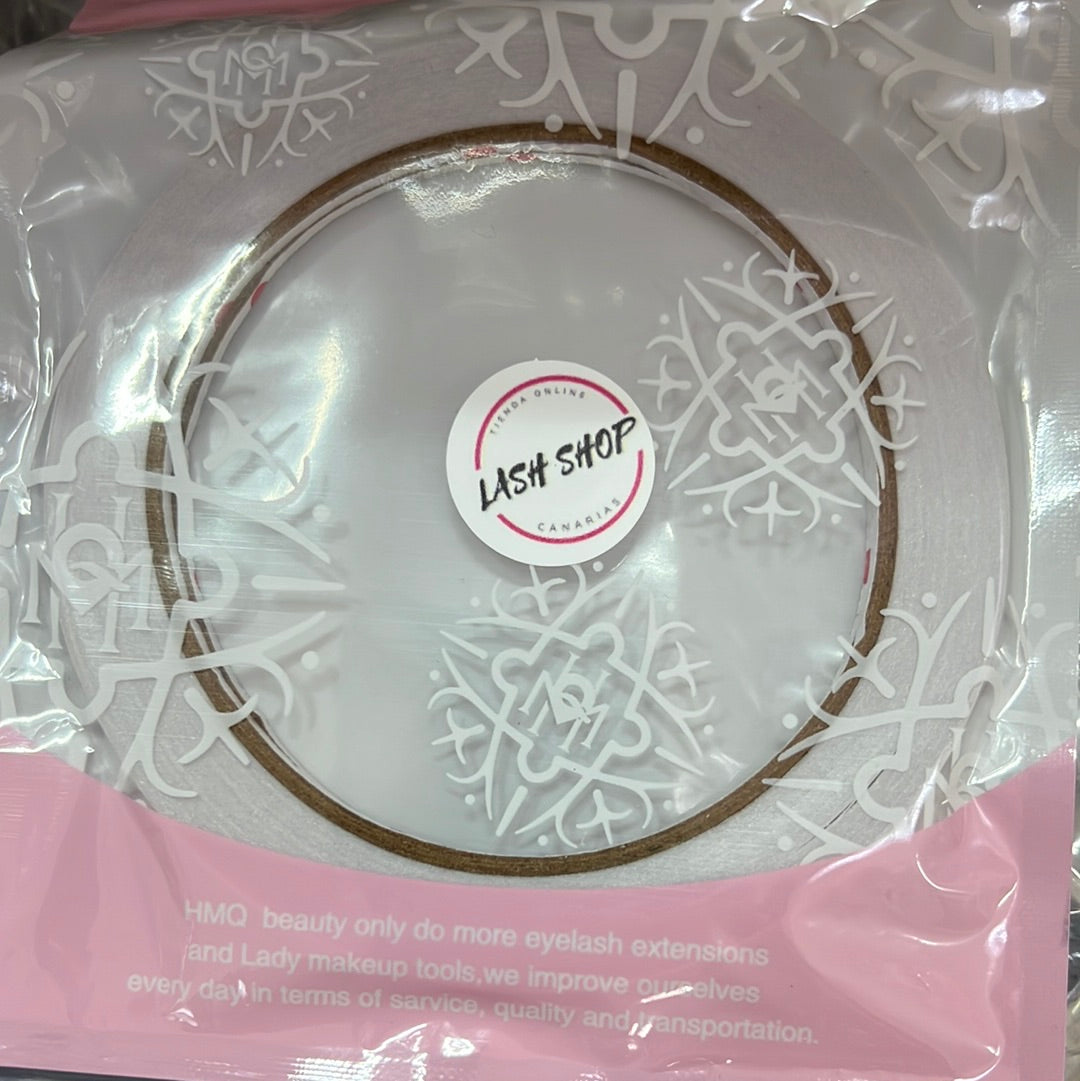 TIENDA ONLINE
LASH SHOP
CANARIAS
HMQ beauty only do more eyelash extensions
and Lady makeup tools,we improve ourselves
every day,in terms of sarvice, quality and transportation.